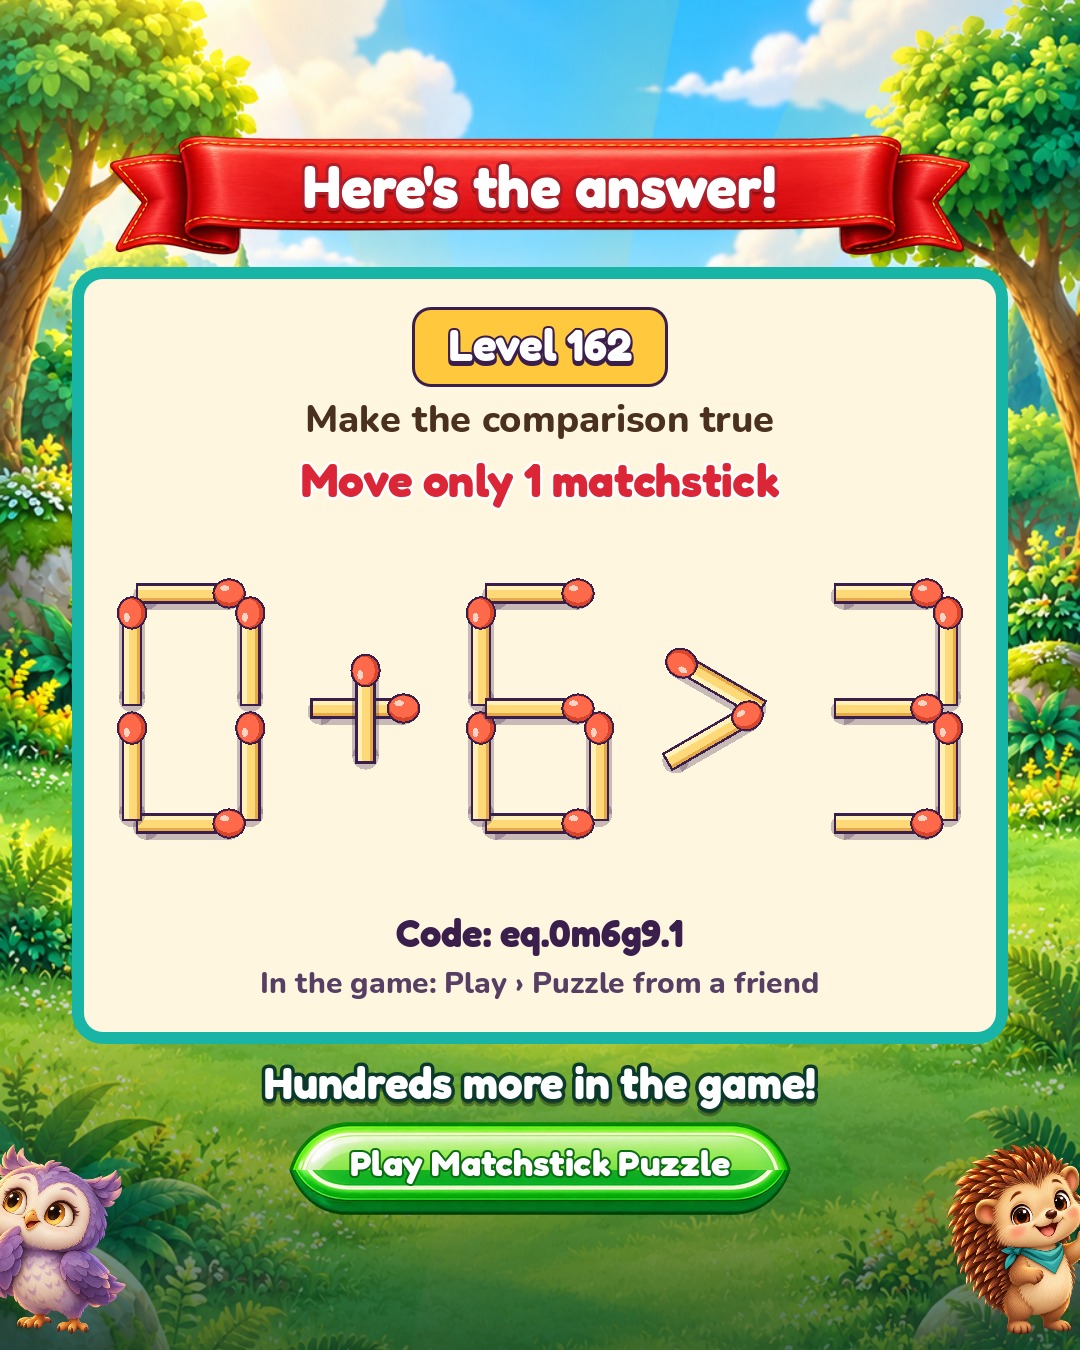 Here's the answer!
Level 162
Make the comparison true
Move only 1 matchstick
0+6>3
Code: eq.0m6g9.1
In the game: Play › Puzzle from a friend
Hundreds more in the game!
Play Matchstick Puzzle